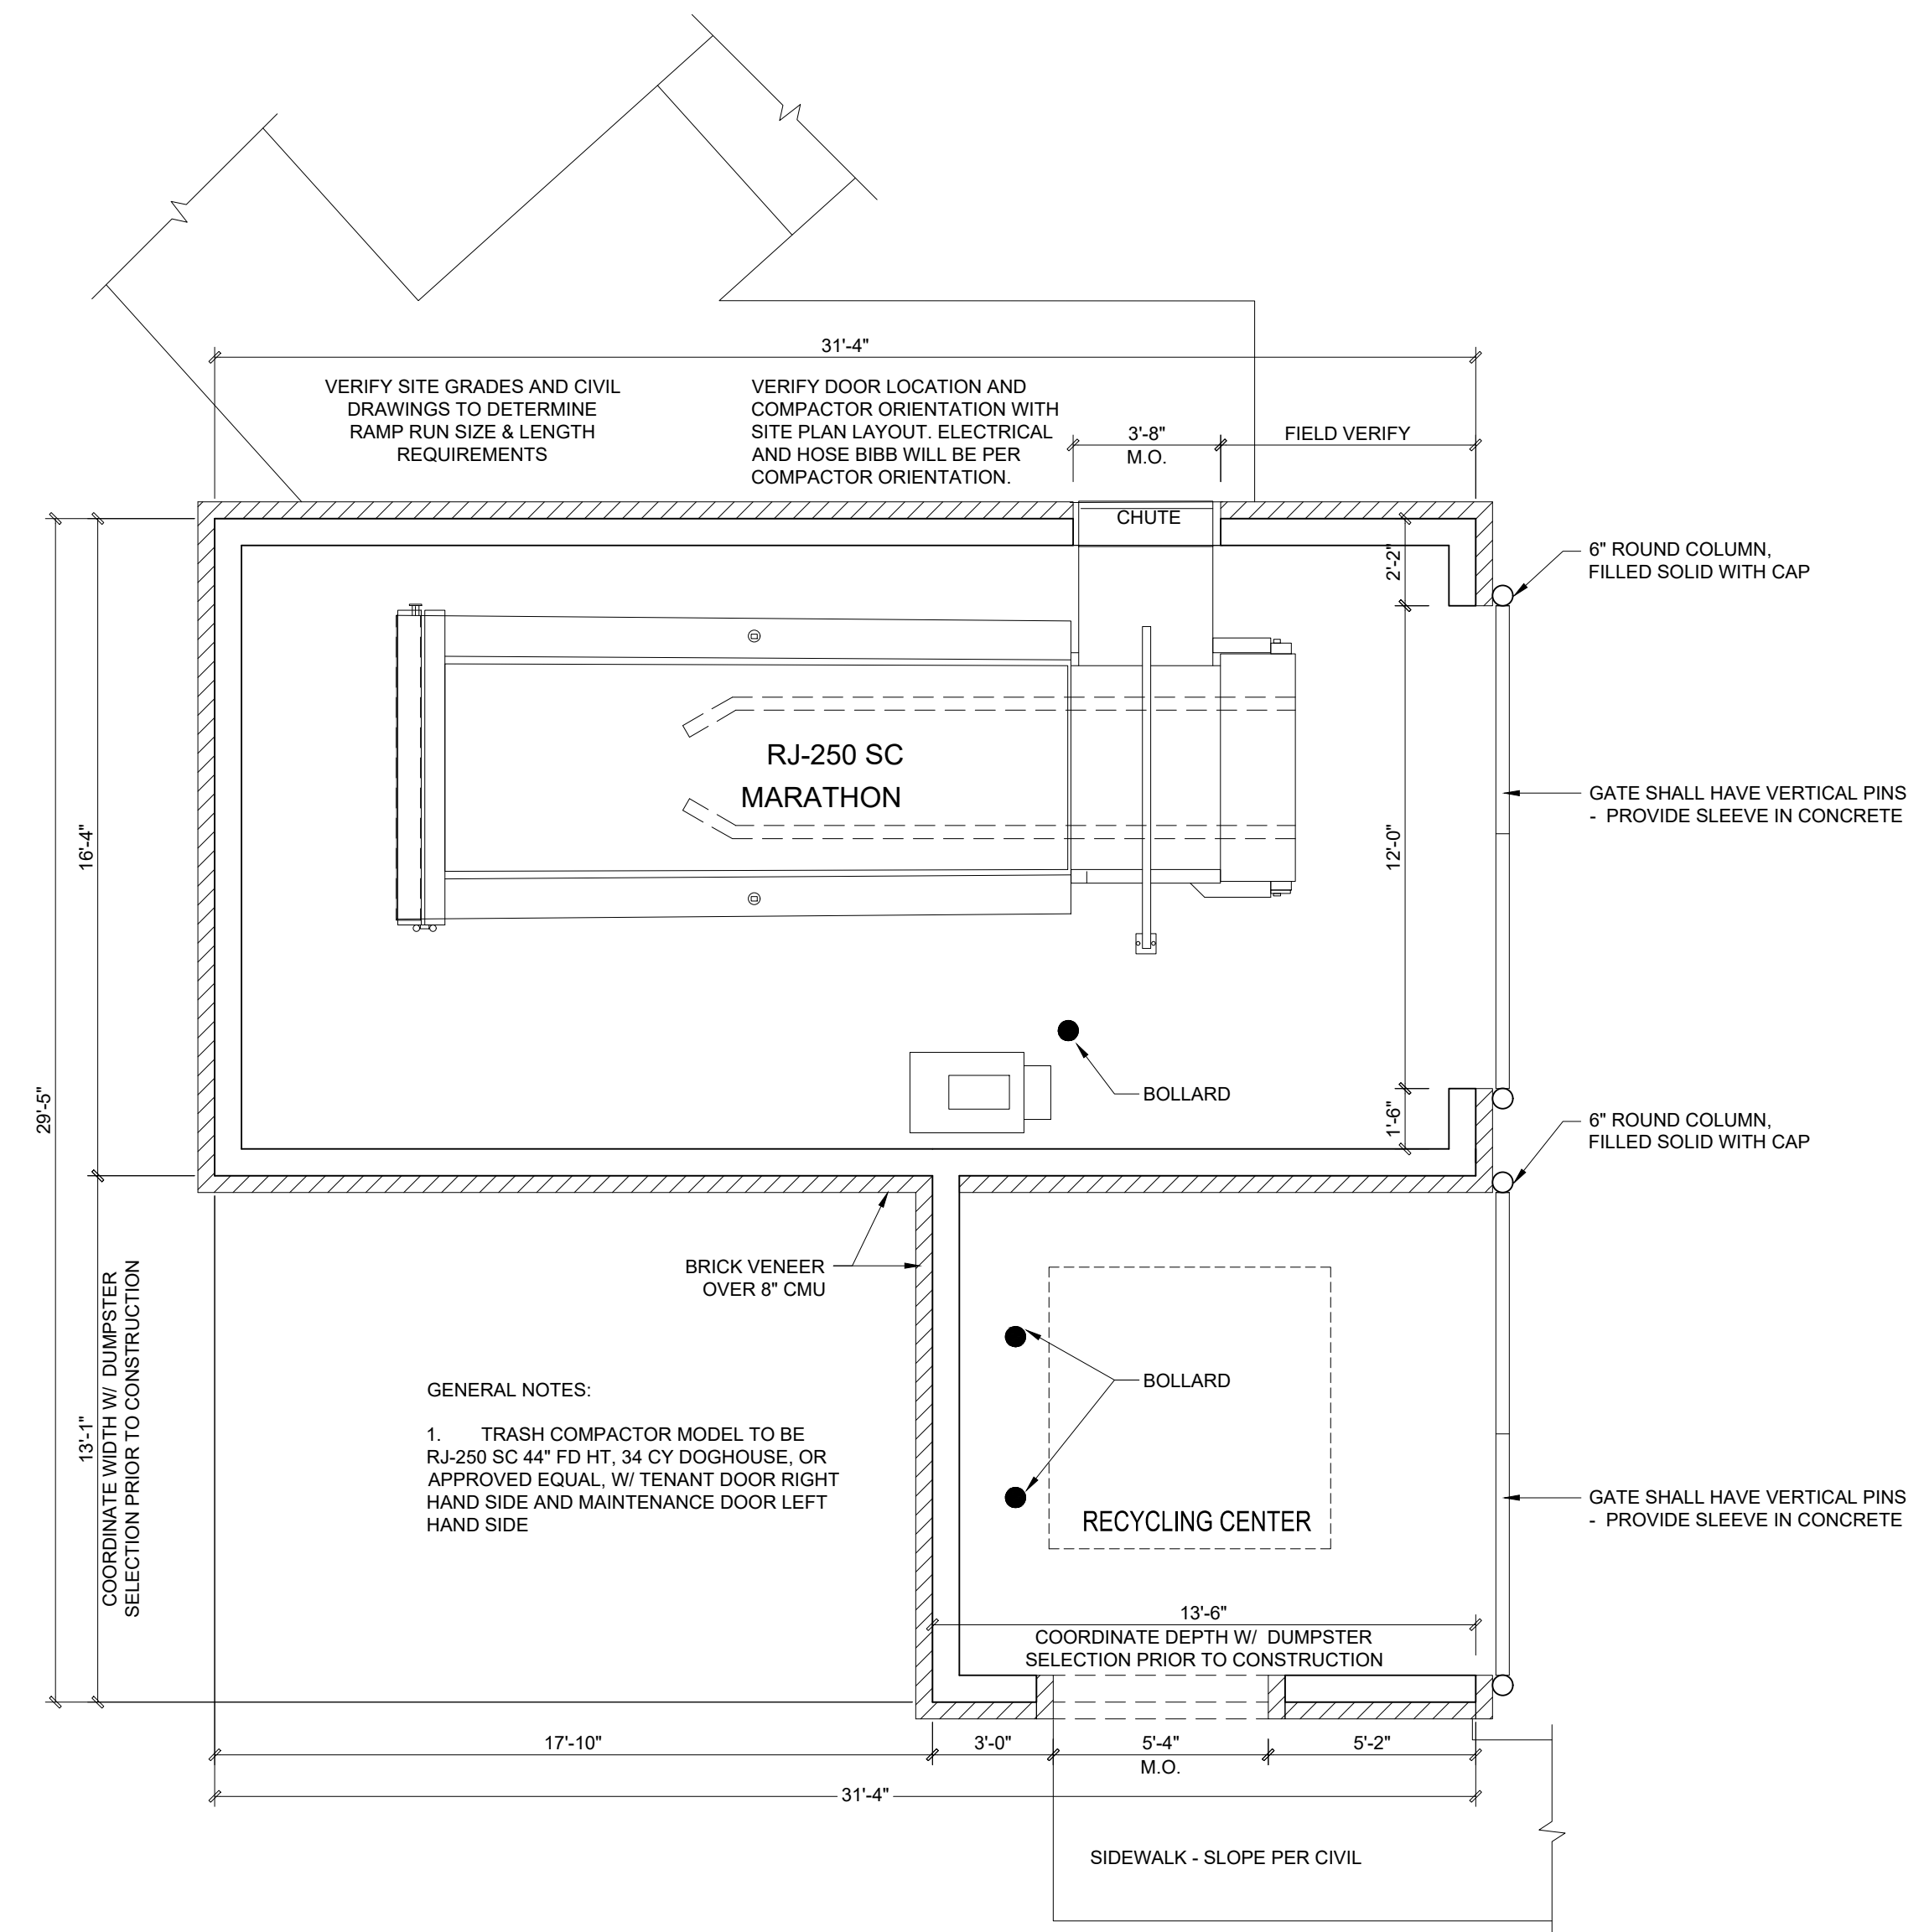 31'-4"
VERIFY SITE GRADES AND CIVIL
DRAWINGS TO DETERMINE
RAMP RUN SIZE & LENGTH
REQUIREMENTS
VERIFY DOOR LOCATION AND
COMPACTOR ORIENTATION WITH
SITE PLAN LAYOUT. ELECTRICAL
AND HOSE BIBB WILL BE PER
COMPACTOR ORIENTATION.
3'-8"
M.O.
FIELD VERIFY
CHUTE
2'-2"
6" ROUND COLUMN,
FILLED SOLID WITH CAP
RJ-250 SC
MARATHON
GATE SHALL HAVE VERTICAL PINS
- PROVIDE SLEEVE IN CONCRETE
16'-4"
12'-0"
29'-5"
BOLLARD
1'-6"
6" ROUND COLUMN,
FILLED SOLID WITH CAP
BRICK VENEER
OVER 8" CMU
13'-1"
COORDINATE WIDTH W/ DUMPSTER
SELECTION PRIOR TO CONSTRUCTION
GENERAL NOTES:
1. TRASH COMPACTOR MODEL TO BE
RJ-250 SC 44" FD HT, 34 CY DOGHOUSE, OR
APPROVED EQUAL, W/ TENANT DOOR RIGHT
HAND SIDE AND MAINTENANCE DOOR LEFT
HAND SIDE
BOLLARD
RECYCLING CENTER
GATE SHALL HAVE VERTICAL PINS
- PROVIDE SLEEVE IN CONCRETE
13'-6"
COORDINATE DEPTH W/ DUMPSTER
SELECTION PRIOR TO CONSTRUCTION
17'-10"
3'-0"
5'-4"
M.O.
5'-2"
31'-4"
SIDEWALK - SLOPE PER CIVIL